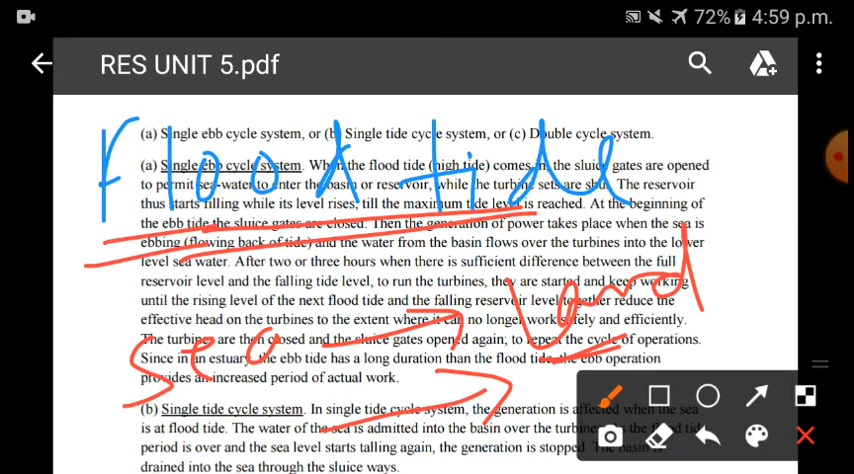 72% 4:59 p.m.
RES UNIT 5.pdf
(a) Single ebb cycle system, or (b) Single tide cycle system, or (c) Double cycle system.
Flood tide
(a) Single ebb cycle system. When the flood tide (high tide) comes in the sluice gates are opened
to permit sea-water to enter the basin or reservoir, while the turbine sets are shut. The reservoir
thus starts filling while its level rises, till the maximum tide level is reached. At the beginning of
the ebb tide the sluice gates are closed. Then the generation of power takes place when the sea is
ebbing (flowing back of tide) and the water from the basin flows over the turbines into the lower
level sea water. After two or three hours when there is sufficient difference between the full
reservoir level and the falling tide level, to run the turbines, they are started and keep working
until the rising level of the next flood tide and the falling reservoir level together reduce the
effective head on the turbines to the extent where it can no longer work safely and efficiently.
The turbines are then closed and the sluice gates opened again; to repeat the cycle of operations.
Since in an estuary, the ebb tide has a long duration than the flood tide, the ebb operation
provides an increased period of actual work.
Sea Land
(b) Single tide cycle system. In single tide cycle system, the generation is affected when the sea
is at flood tide. The water of the sea is admitted into the basin over the turbines the flood tide
period is over and the sea level starts talling again, the generation is stopped. The basin is
drained into the sea through the sluice ways.